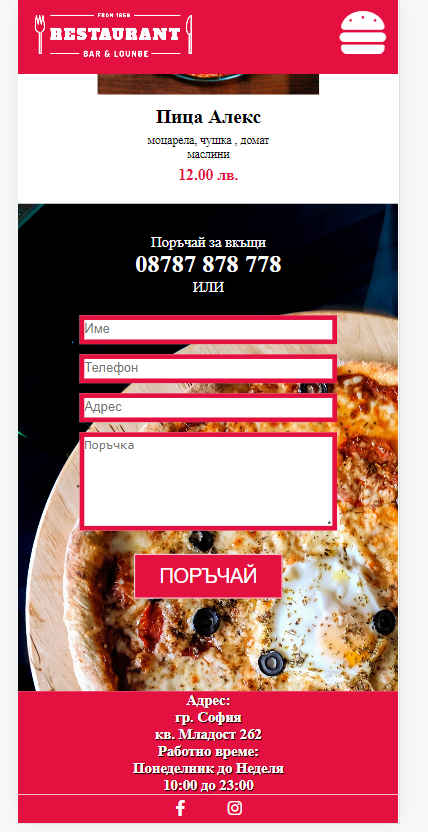 FROM 1858
RESTAURANT
BAR & LOUNGE
Пица Алекс
моцарела, чушка , домат
маслини
12.00 лв.
Поръчай за вкъщи
08787 878 778
ИЛИ
Име
Телефон
Адрес
Поръчка
ПОРЪЧАЙ
Адрес:
гр. София
кв. Младост 262
Работно време:
Понеделник до Неделя
10:00 до 23:00